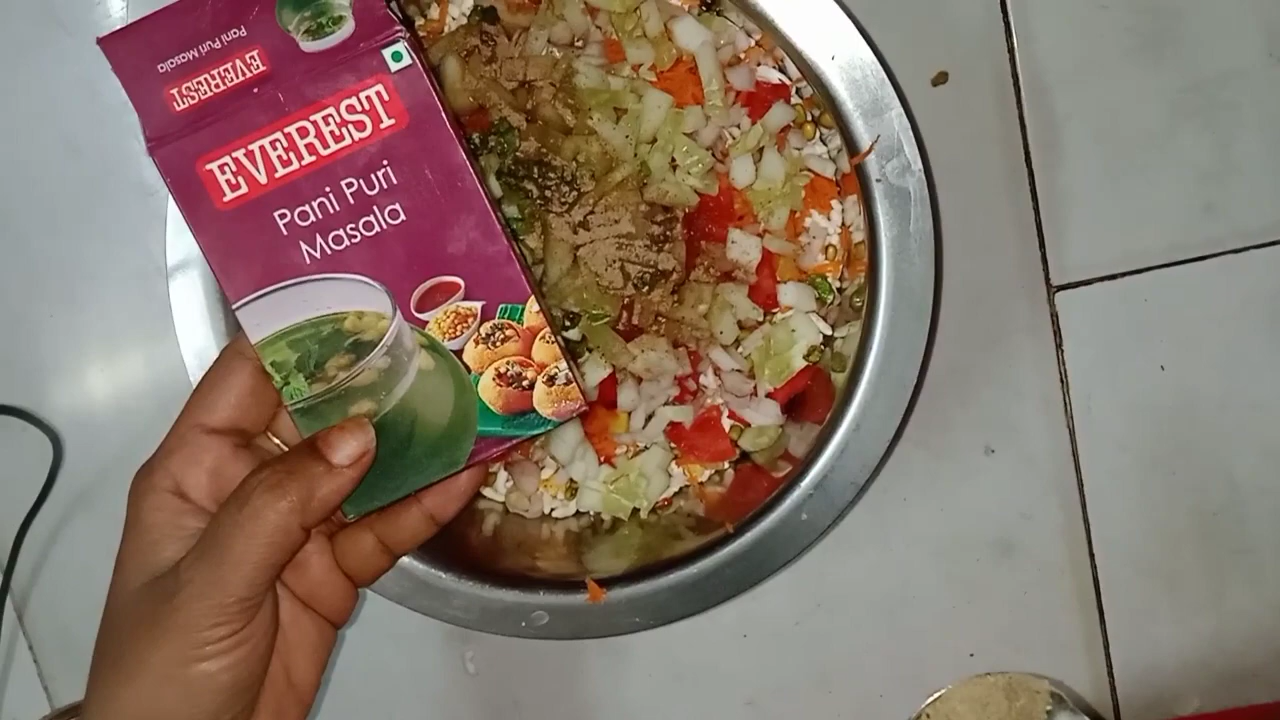 Pani Puri Masala
EVEREST
EVEREST
Pani Puri
Masala